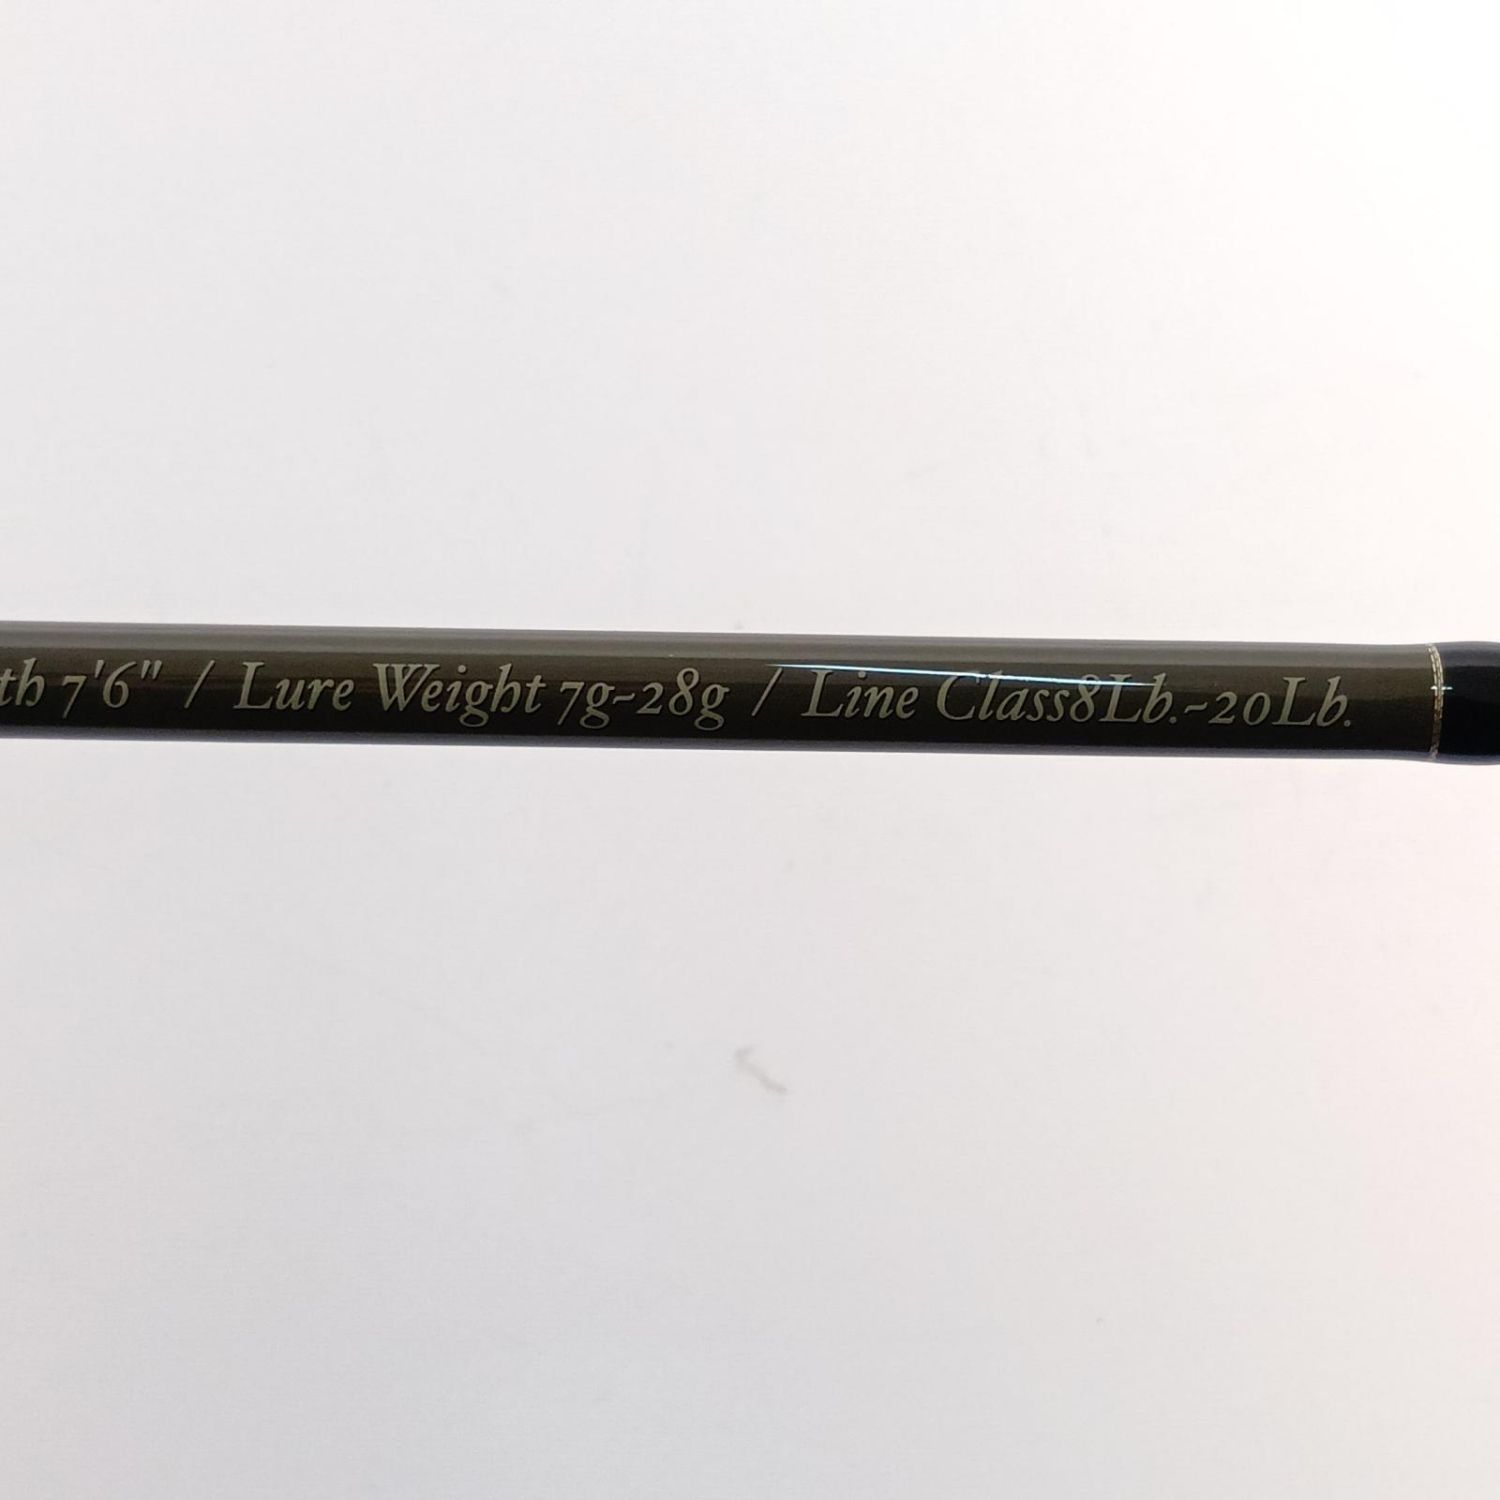 th 7'6" / Lure Weight 7g~28g / Line Class8Lb.~20Lb.